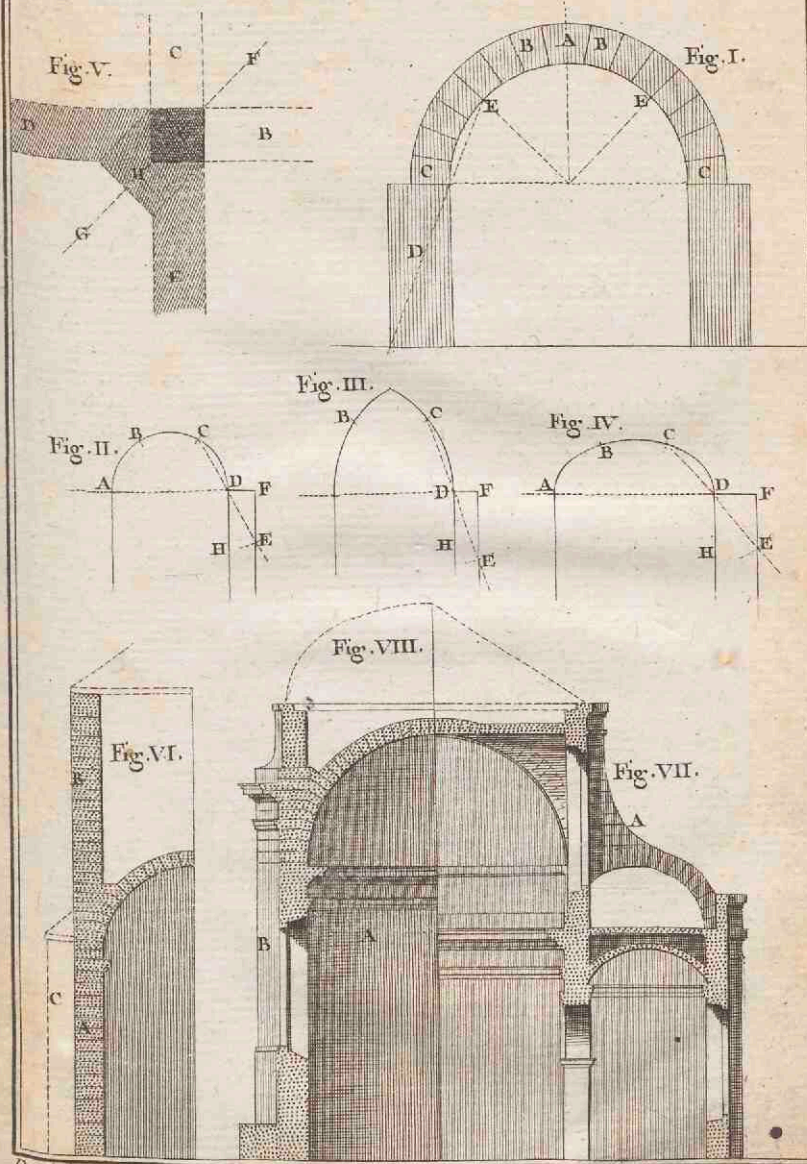 Fig. V.
C
F
D
B
H
G
E
Fig. I.
B A B
E E
C C
D
Fig. II.
B C
A D F
H E
Fig. III.
B C
D F
H E
Fig. IV.
B C
A D F
H E
Fig. VI.
B
C
A
Fig. VIII.
B
A
Fig. VII.
A